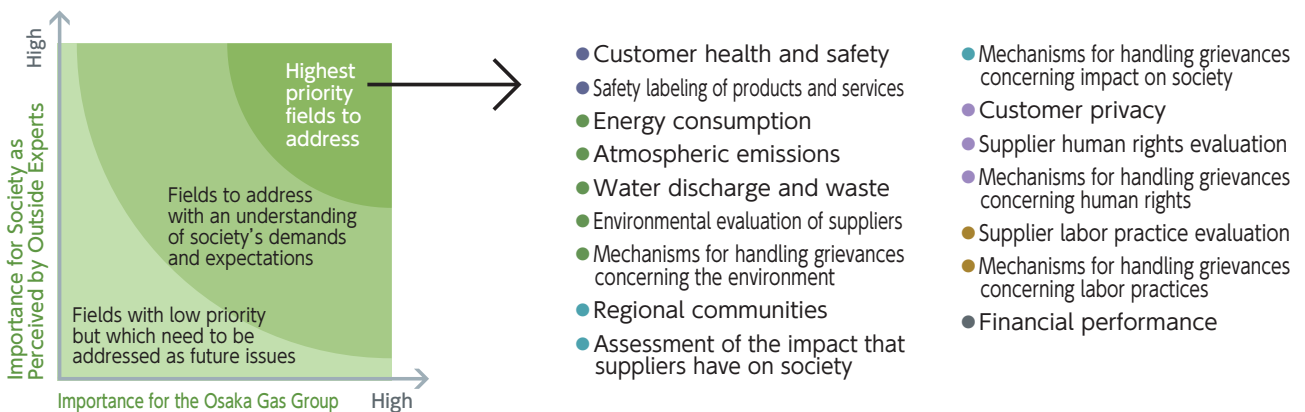 High
Importance for Society as
Perceived by Outside Experts
Highest
priority
fields to
address
Fields to address
with an understanding
of society's demands
and expectations
Fields with low priority
but which need to be
addressed as future issues
Importance for the Osaka Gas Group
High
Customer health and safety
Safety labeling of products and services
Energy consumption
Atmospheric emissions
Water discharge and waste
Environmental evaluation of suppliers
Mechanisms for handling grievances
concerning the environment
Regional communities
Assessment of the impact that
suppliers have on society
Mechanisms for handling grievances
concerning impact on society
Customer privacy
Supplier human rights evaluation
Mechanisms for handling grievances
concerning human rights
Supplier labor practice evaluation
Mechanisms for handling grievances
concerning labor practices
Financial performance